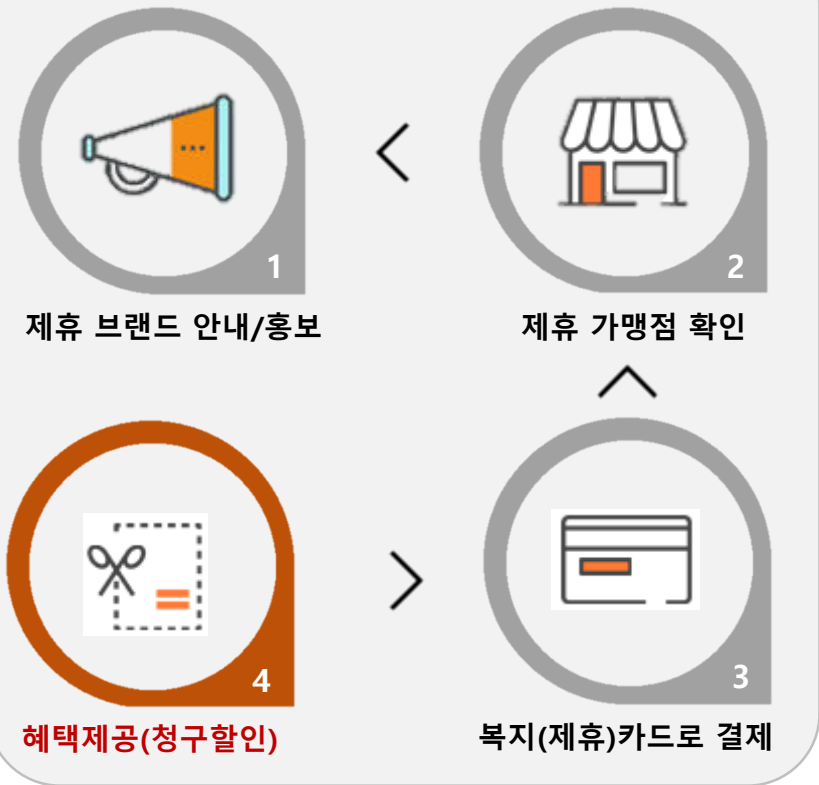 1
제휴 브랜드 안내/홍보
2
제휴 가맹점 확인
3
복지(제휴)카드로 결제
4
혜택제공(청구할인)